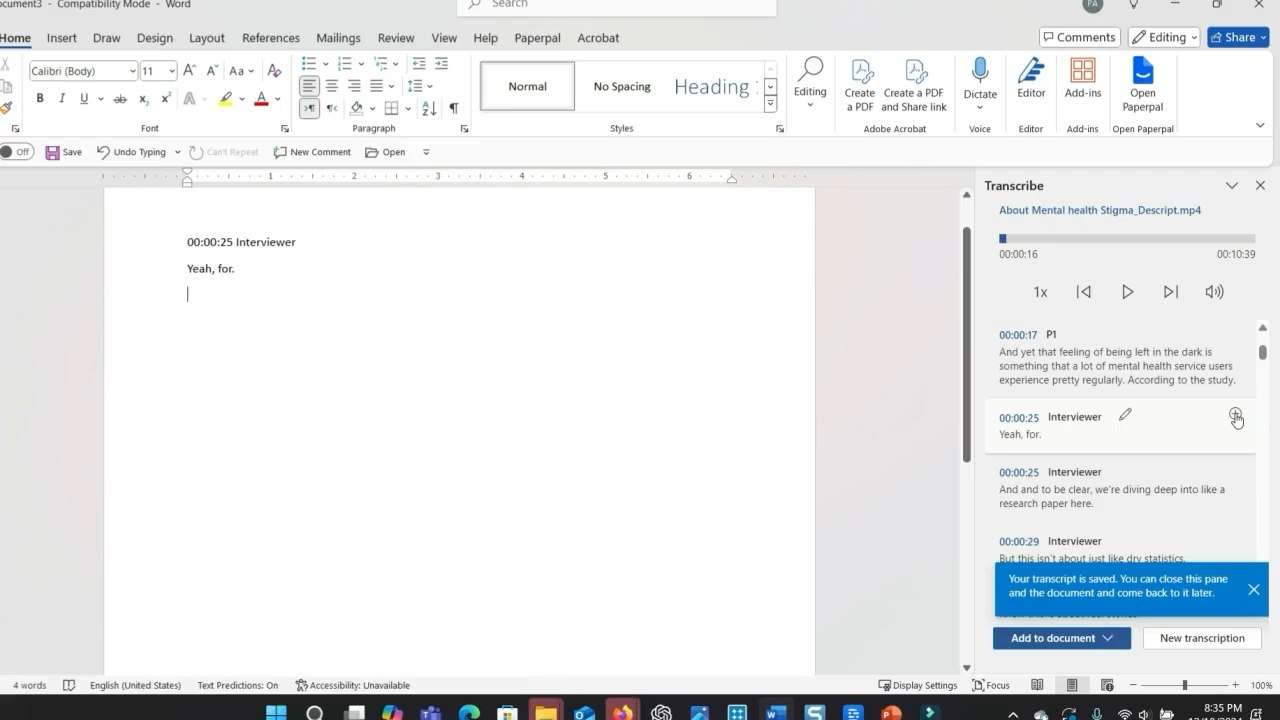 ocument3 - Compatibility Mode - Word
Search
PA
Home Insert Draw Design Layout References Mailings Review View Help Paperpal Acrobat
Comments Editing Share
Calibri (Body) 11
Normal
No Spacing
Heading
Editing
Create a PDF
Create a PDF and Share link
Dictate
Editor
Add-ins
Open Paperpal
Font Paragraph Styles Adobe Acrobat Voice Editor Add-ins Open Paperpal
Off Save Undo Typing Can't Repeat New Comment Open
1 2 3 4 5 6
00:00:25 Interviewer
Yeah, for.
Transcribe
About Mental health Stigma_Descript.mp4
00:00:16 00:10:39
1x
00:00:17 P1
And yet that feeling of being left in the dark is
something that a lot of mental health service users
experience pretty regularly. According to the study.
00:00:25 Interviewer
Yeah, for.
00:00:25 Interviewer
And and to be clear, we're diving deep into like a
research paper here.
00:00:29 Interviewer
But this isn't about just like dry statistics.
Your transcript is saved. You can close this pane
and the document and come back to it later.
Add to document New transcription
4 words English (United States) Text Predictions: On Accessibility: Unavailable Display Settings Focus 100%
8:35 PM